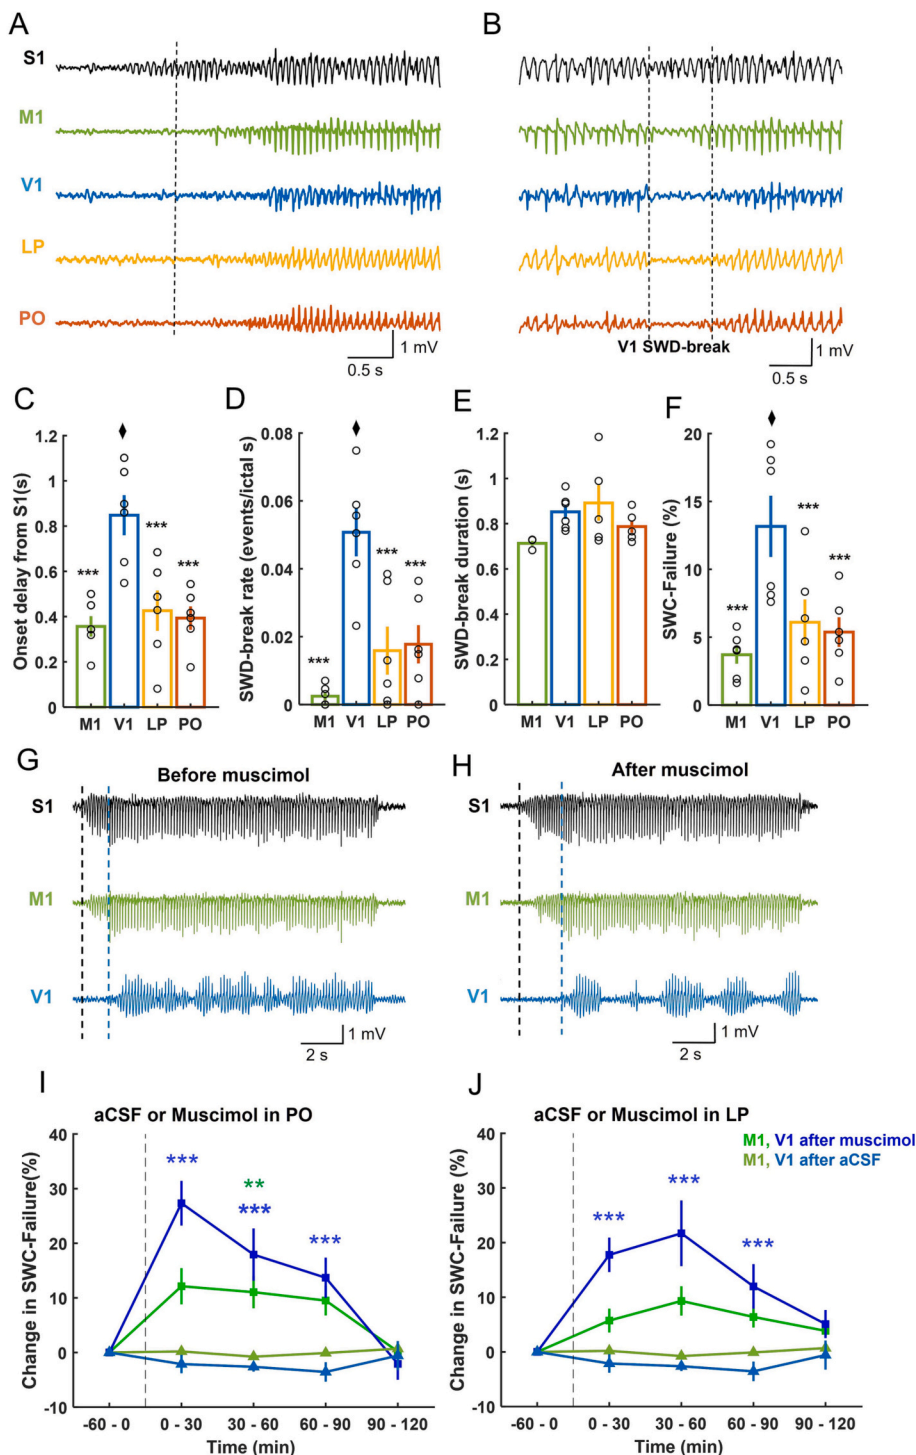 A
B
S1
M1
V1
LP
PO
1 mV
0.5 s
V1 SWD-break
1 mV
0.5 s
C
D
E
F
Onset delay from S1(s)
1.2
1
0.8
0.6
0.4
0.2
0
***
♦
***
***
M1 V1 LP PO
SWD-break rate (events/ictal s)
0.08
0.06
0.04
0.02
0
***
♦
***
***
M1 V1 LP PO
SWD-break duration (s)
1.2
1
0.8
0.6
0.4
0.2
0
M1 V1 LP PO
SWC-Failure (%)
20
15
10
5
0
***
♦
***
***
M1 V1 LP PO
G
Before muscimol
S1
M1
V1
1 mV
2 s
H
After muscimol
S1
M1
V1
1 mV
2 s
I
aCSF or Muscimol in PO
Change in SWC-Failure(%)
40
30
20
10
0
-10
***
**
***
***
-60 - 0 0 - 30 30 - 60 60 - 90 90 - 120
Time (min)
J
aCSF or Muscimol in LP
M1, V1 after muscimol
M1, V1 after aCSF
Change in SWC-Failure (%)
40
30
20
10
0
-10
***
***
***
-60 - 0 0 - 30 30 - 60 60 - 90 90 - 120
Time (min)